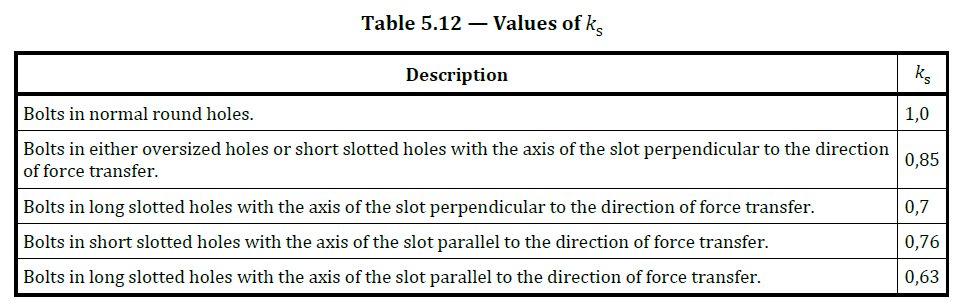 Table 5.12 — Values of ks
Description ks
Bolts in normal round holes. 1,0
Bolts in either oversized holes or short slotted holes with the axis of the slot perpendicular to the direction
of force transfer. 0,85
Bolts in long slotted holes with the axis of the slot perpendicular to the direction of force transfer. 0,7
Bolts in short slotted holes with the axis of the slot parallel to the direction of force transfer. 0,76
Bolts in long slotted holes with the axis of the slot parallel to the direction of force transfer. 0,63